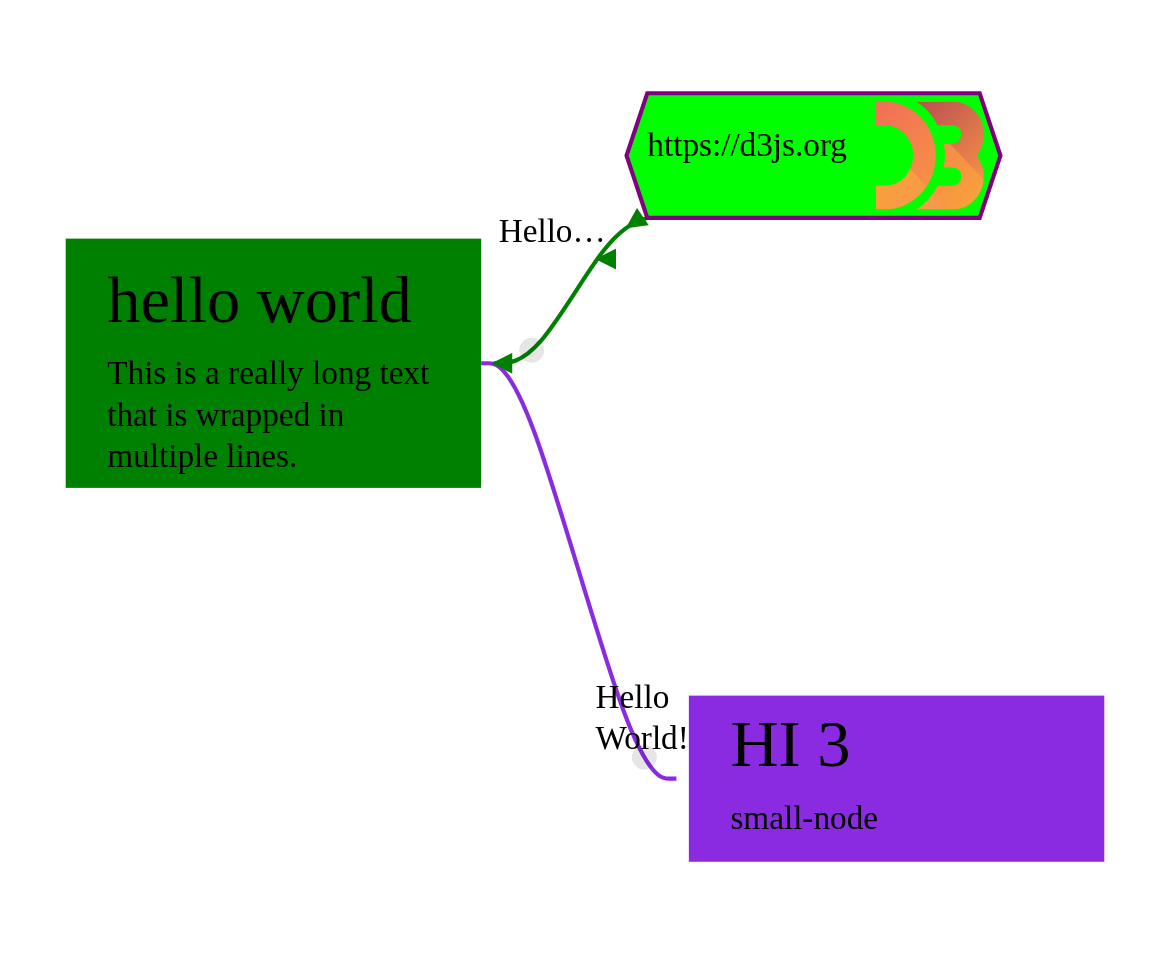 https://d3js.org
Hello…
hello world
This is a really long text
that is wrapped in
multiple lines.
Hello
World!
HI 3
small-node